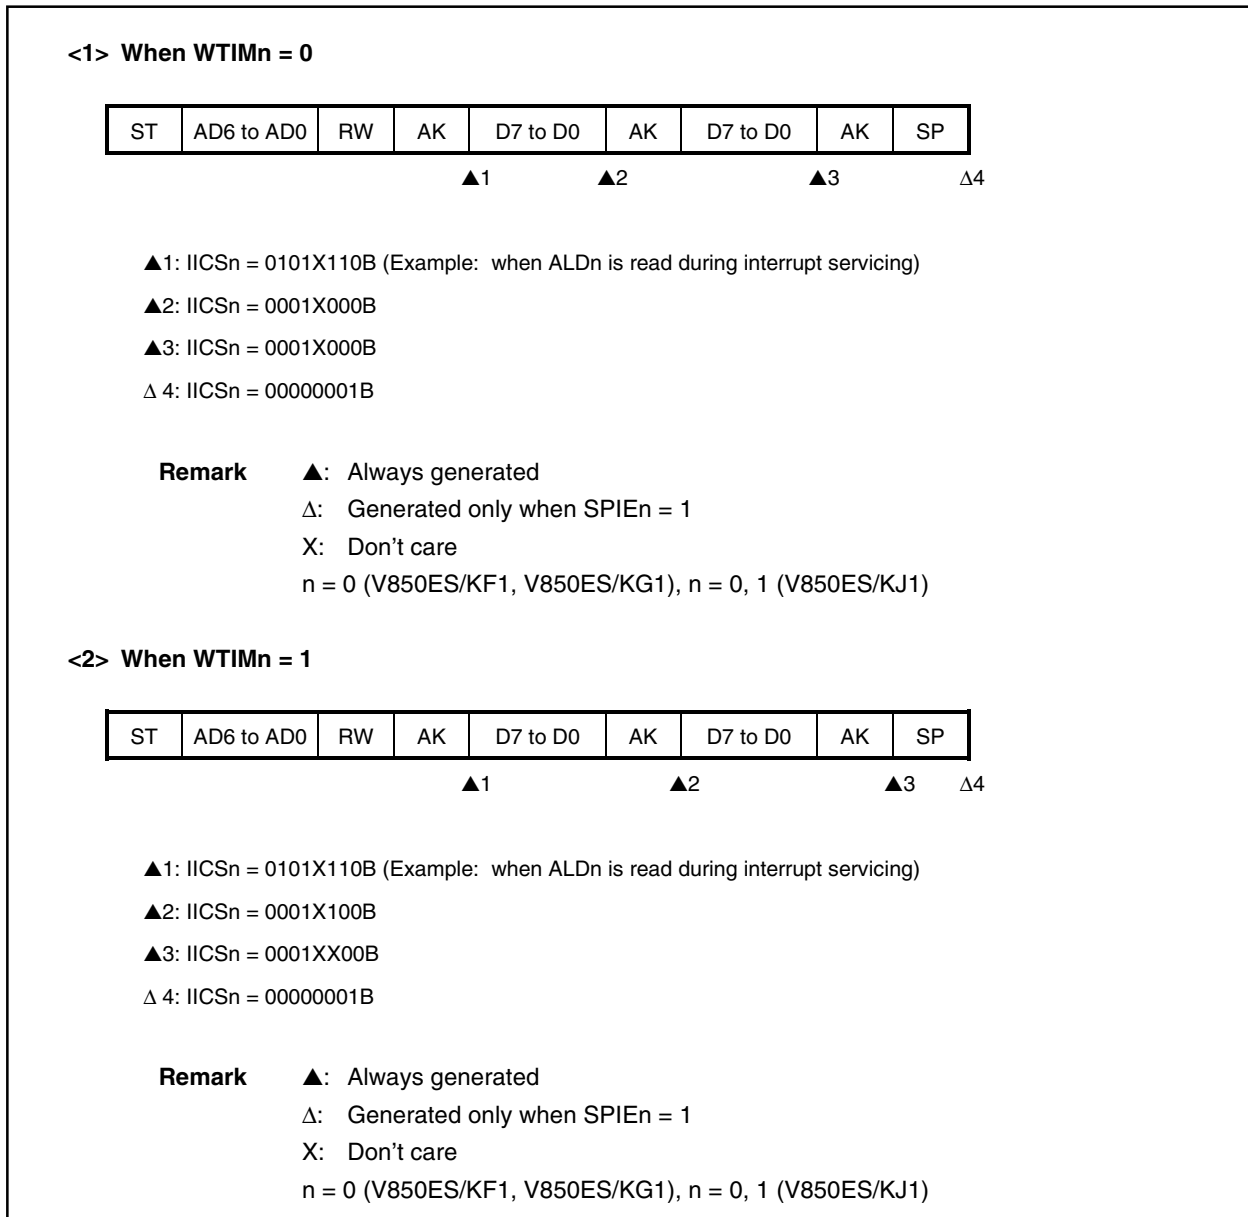 <1> When WTIMn = 0
ST AD6 to AD0 RW AK D7 to D0 AK D7 to D0 AK SP
▲1 ▲2 ▲3 Δ4
▲1: IICSn = 0101X110B (Example: when ALDn is read during interrupt servicing)
▲2: IICSn = 0001X000B
▲3: IICSn = 0001X000B
Δ 4: IICSn = 00000001B
Remark ▲: Always generated
Δ: Generated only when SPIEn = 1
X: Don't care
n = 0 (V850ES/KF1, V850ES/KG1), n = 0, 1 (V850ES/KJ1)
<2> When WTIMn = 1
ST AD6 to AD0 RW AK D7 to D0 AK D7 to D0 AK SP
▲1 ▲2 ▲3 Δ4
▲1: IICSn = 0101X110B (Example: when ALDn is read during interrupt servicing)
▲2: IICSn = 0001X100B
▲3: IICSn = 0001XX00B
Δ 4: IICSn = 00000001B
Remark ▲: Always generated
Δ: Generated only when SPIEn = 1
X: Don't care
n = 0 (V850ES/KF1, V850ES/KG1), n = 0, 1 (V850ES/KJ1)